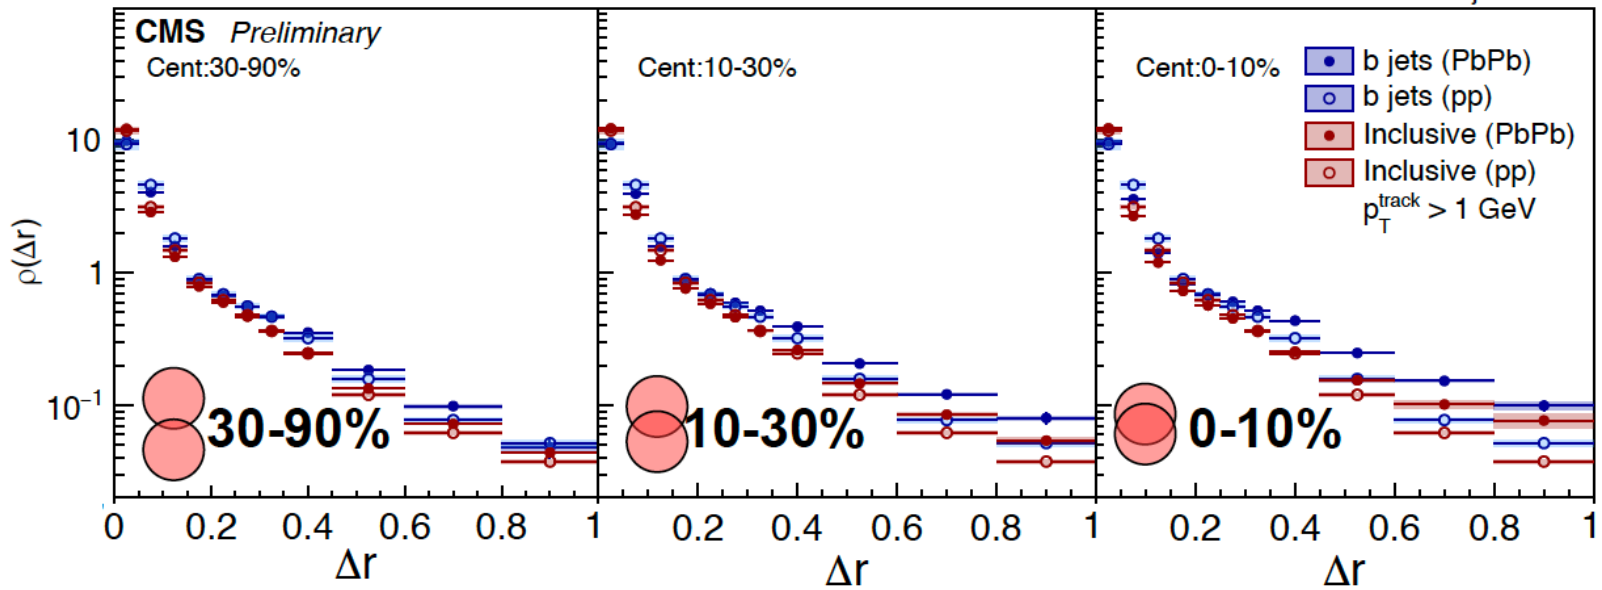 CMS Preliminary
Cent:30-90%
Cent:10-30%
Cent:0-10%
b jets (PbPb)
b jets (pp)
Inclusive (PbPb)
Inclusive (pp)
p_T^track > 1 GeV
ρ(Δr)
10
1
10⁻¹
30-90%
10-30%
0-10%
0 0.2 0.4 0.6 0.8 1
0.2 0.4 0.6 0.8 1
0.2 0.4 0.6 0.8 1
Δr
Δr
Δr